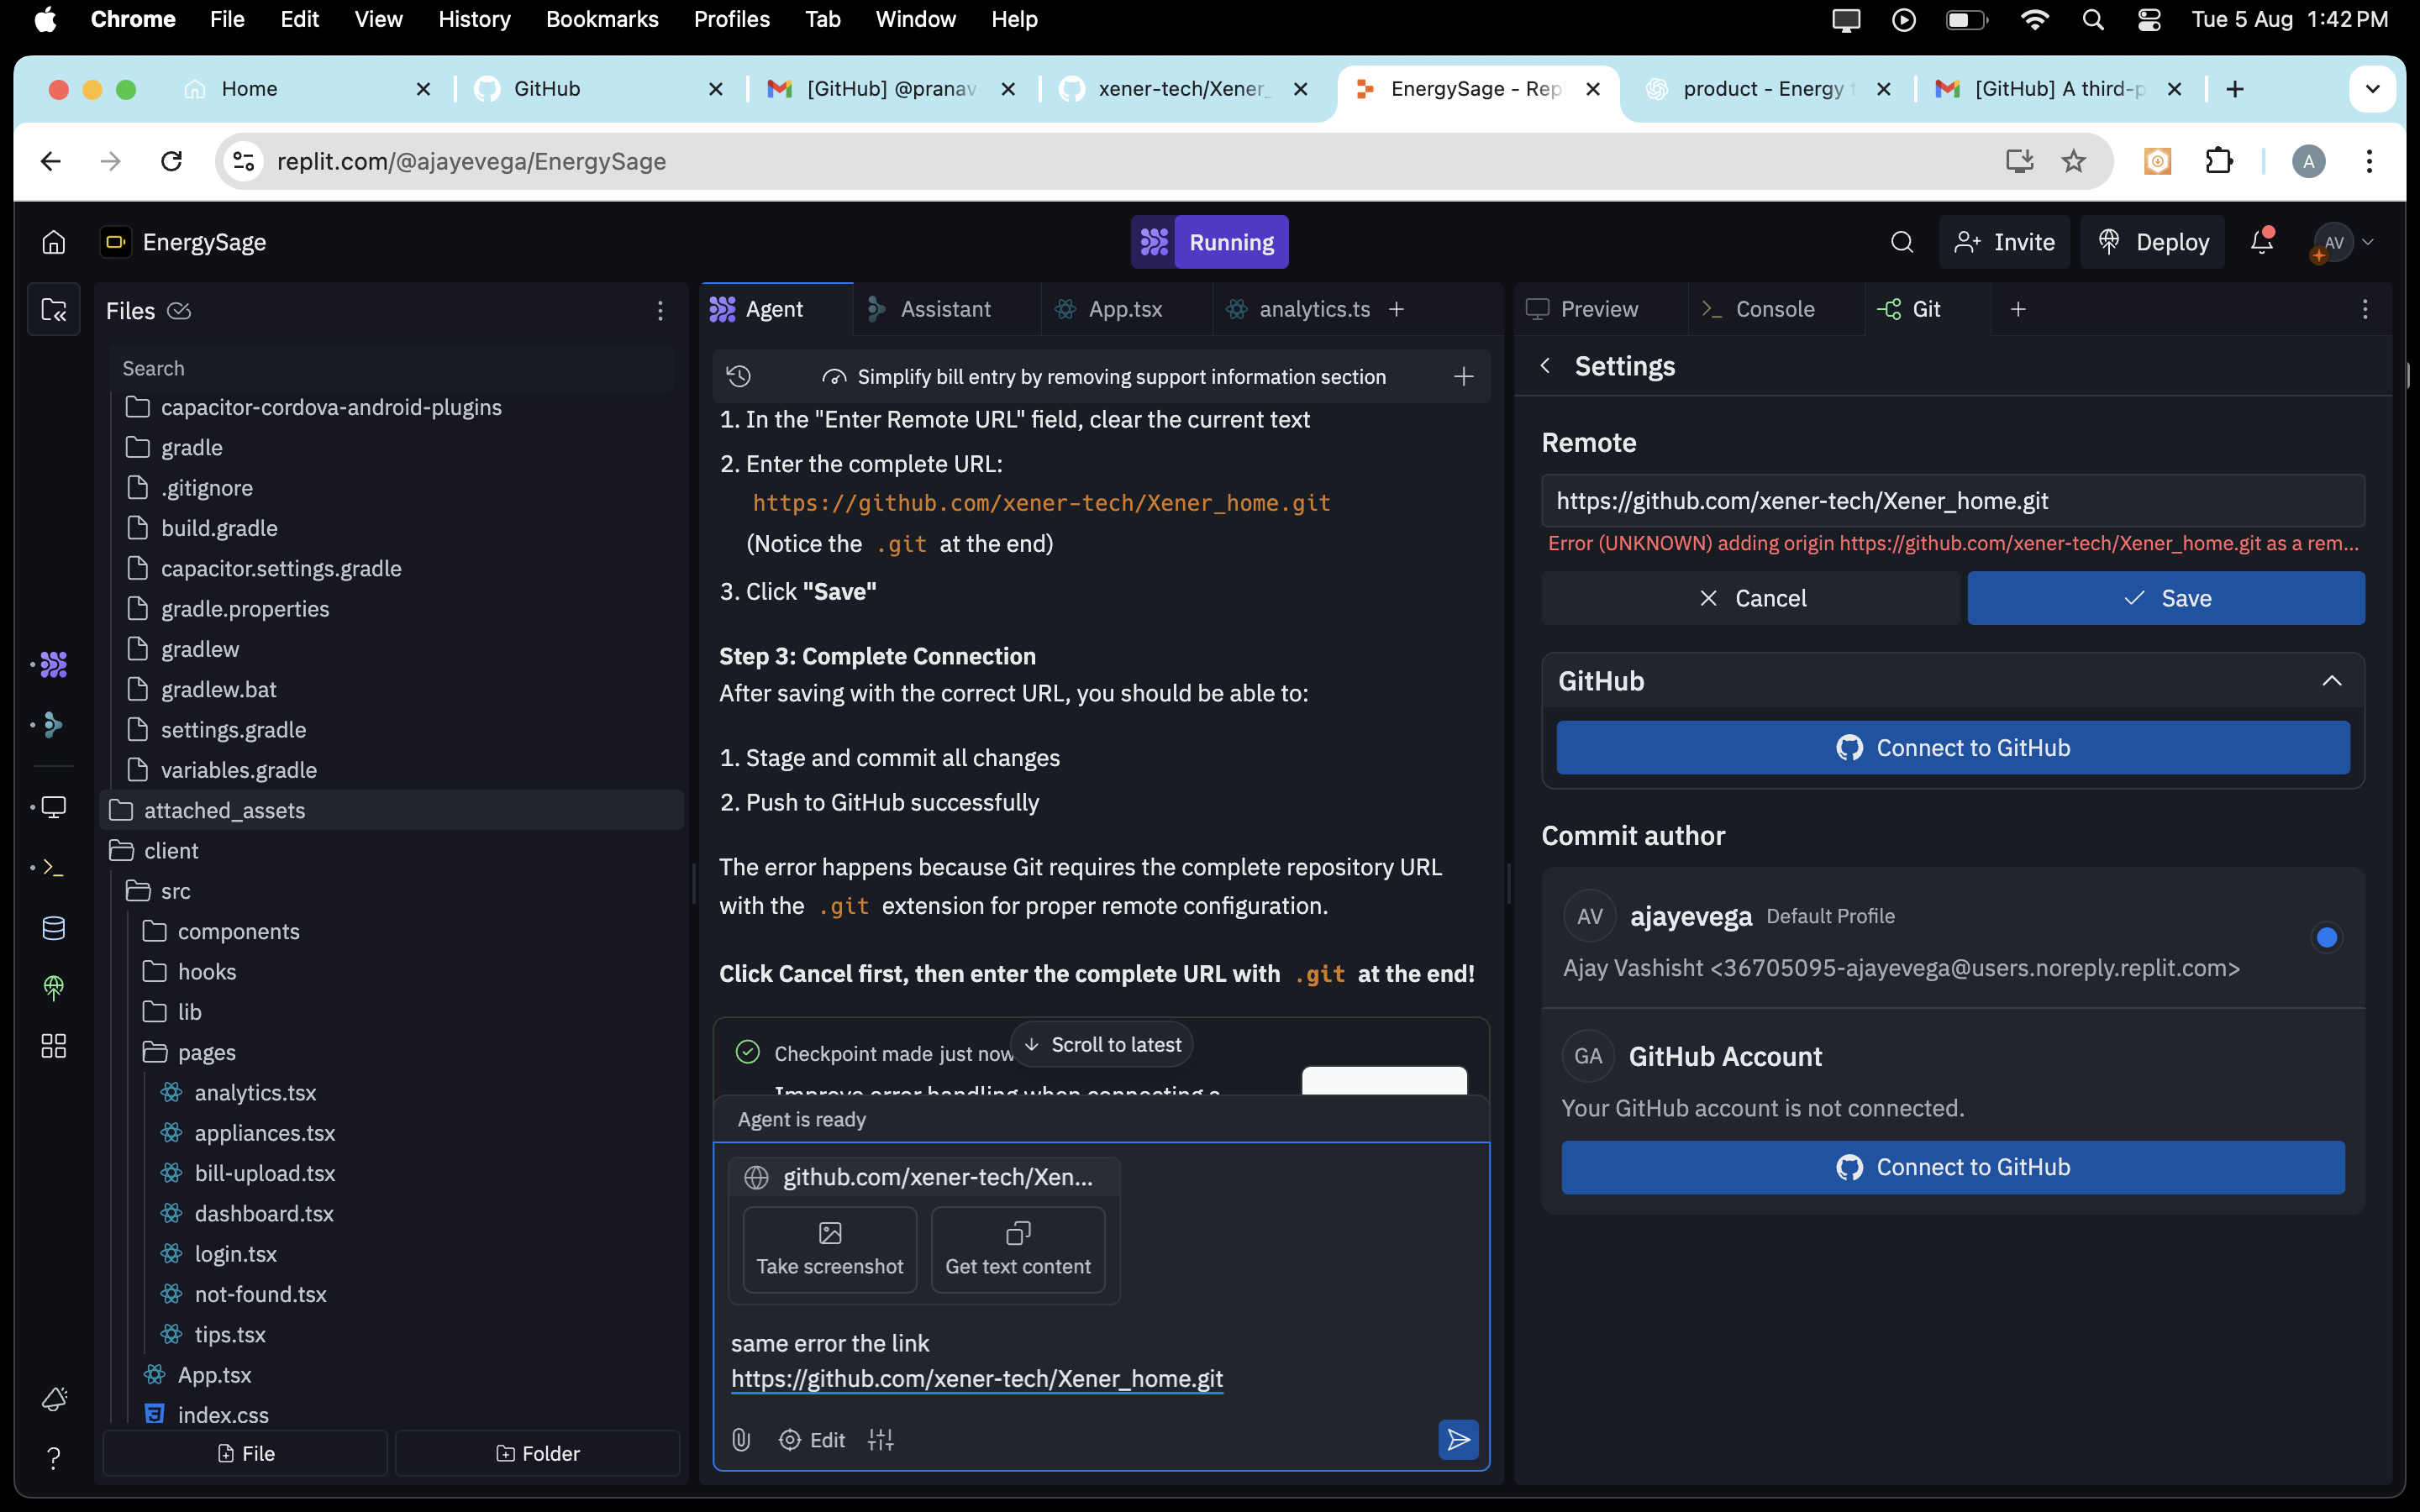 Chrome File Edit View History Bookmarks Profiles Tab Window Help Tue 5 Aug 1:42 PM
Home GitHub [GitHub] @pranav xener-tech/Xener_ EnergySage - Rep product - Energy t [GitHub] A third-p
replit.com/@ajayevega/EnergySage A
EnergySage Running Invite Deploy AV
Files
Search
capacitor-cordova-android-plugins
gradle
.gitignore
build.gradle
capacitor.settings.gradle
gradle.properties
gradlew
gradlew.bat
settings.gradle
variables.gradle
attached_assets
client
src
components
hooks
lib
pages
analytics.tsx
appliances.tsx
bill-upload.tsx
dashboard.tsx
login.tsx
not-found.tsx
tips.tsx
App.tsx
index.css
File Folder
Agent Assistant App.tsx analytics.ts
Simplify bill entry by removing support information section
1. In the "Enter Remote URL" field, clear the current text
2. Enter the complete URL:
https://github.com/xener-tech/Xener_home.git
(Notice the .git at the end)
3. Click "Save"
Step 3: Complete Connection
After saving with the correct URL, you should be able to:
1. Stage and commit all changes
2. Push to GitHub successfully
The error happens because Git requires the complete repository URL
with the .git extension for proper remote configuration.
Click Cancel first, then enter the complete URL with .git at the end!
Checkpoint made just now
Scroll to latest
Improve error handling when connecting a
Agent is ready
github.com/xener-tech/Xen...
Take screenshot Get text content
same error the link
https://github.com/xener-tech/Xener_home.git
Edit
Preview Console Git
Settings
Remote
https://github.com/xener-tech/Xener_home.git
Error (UNKNOWN) adding origin https://github.com/xener-tech/Xener_home.git as a rem...
Cancel Save
GitHub
Connect to GitHub
Commit author
AV ajayevega Default Profile
Ajay Vashisht <36705095-ajayevega@users.noreply.replit.com>
GA GitHub Account
Your GitHub account is not connected.
Connect to GitHub